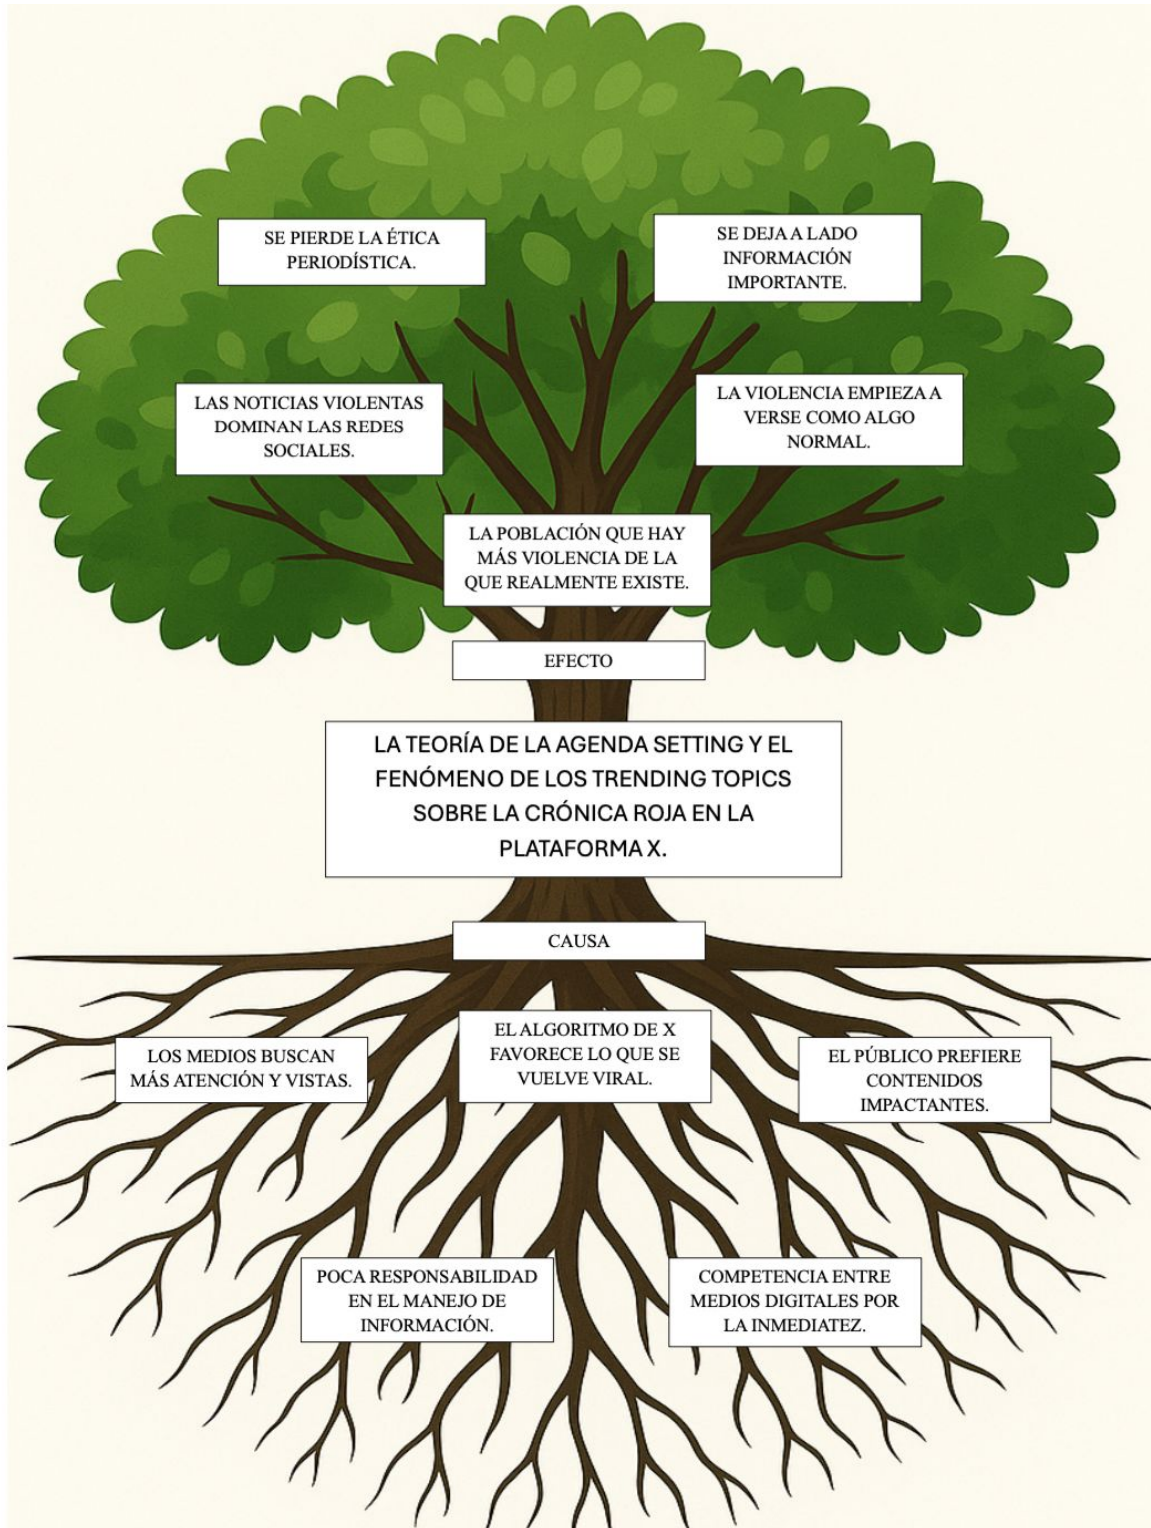 SE PIERDE LA ÉTICA
PERIODÍSTICA.
SE DEJA A LADO
INFORMACIÓN
IMPORTANTE.
LAS NOTICIAS VIOLENTAS
DOMINAN LAS REDES
SOCIALES.
LA VIOLENCIA EMPIEZA A
VERSE COMO ALGO
NORMAL.
LA POBLACIÓN QUE HAY
MÁS VIOLENCIA DE LA
QUE REALMENTE EXISTE.
EFECTO
LA TEORÍA DE LA AGENDA SETTING Y EL
FENÓMENO DE LOS TRENDING TOPICS
SOBRE LA CRÓNICA ROJA EN LA
PLATAFORMA X.
CAUSA
LOS MEDIOS BUSCAN
MÁS ATENCIÓN Y VISTAS.
EL ALGORITMO DE X
FAVORECE LO QUE SE
VUELVE VIRAL.
EL PÚBLICO PREFIERE
CONTENIDOS
IMPACTANTES.
POCA RESPONSABILIDAD
EN EL MANEJO DE
INFORMACIÓN.
COMPETENCIA ENTRE
MEDIOS DIGITALES POR
LA INMEDIATEZ.